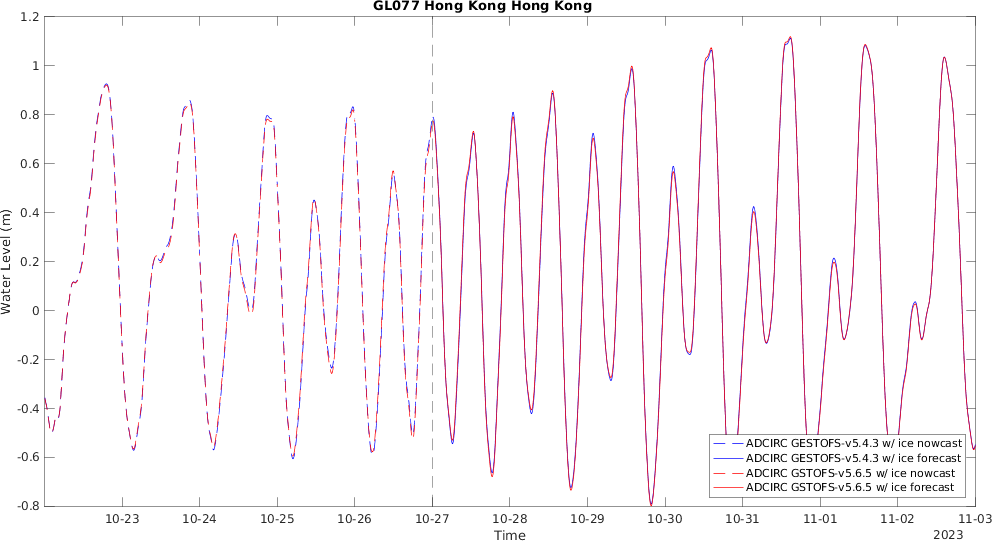 GL077 Hong Kong Hong Kong
1.2
1
0.8
0.6
0.4
0.2
0
-0.2
-0.4
-0.6
-0.8
Water Level (m)
ADCIRC GESTOFS-v5.4.3 w/ ice nowcast
ADCIRC GESTOFS-v5.4.3 w/ ice forecast
ADCIRC GSTOFS-v5.6.5 w/ ice nowcast
ADCIRC GSTOFS-v5.6.5 w/ ice forecast
10-23 10-24 10-25 10-26 10-27 10-28 10-29 10-30 10-31 11-01 11-02 11-03
Time 2023